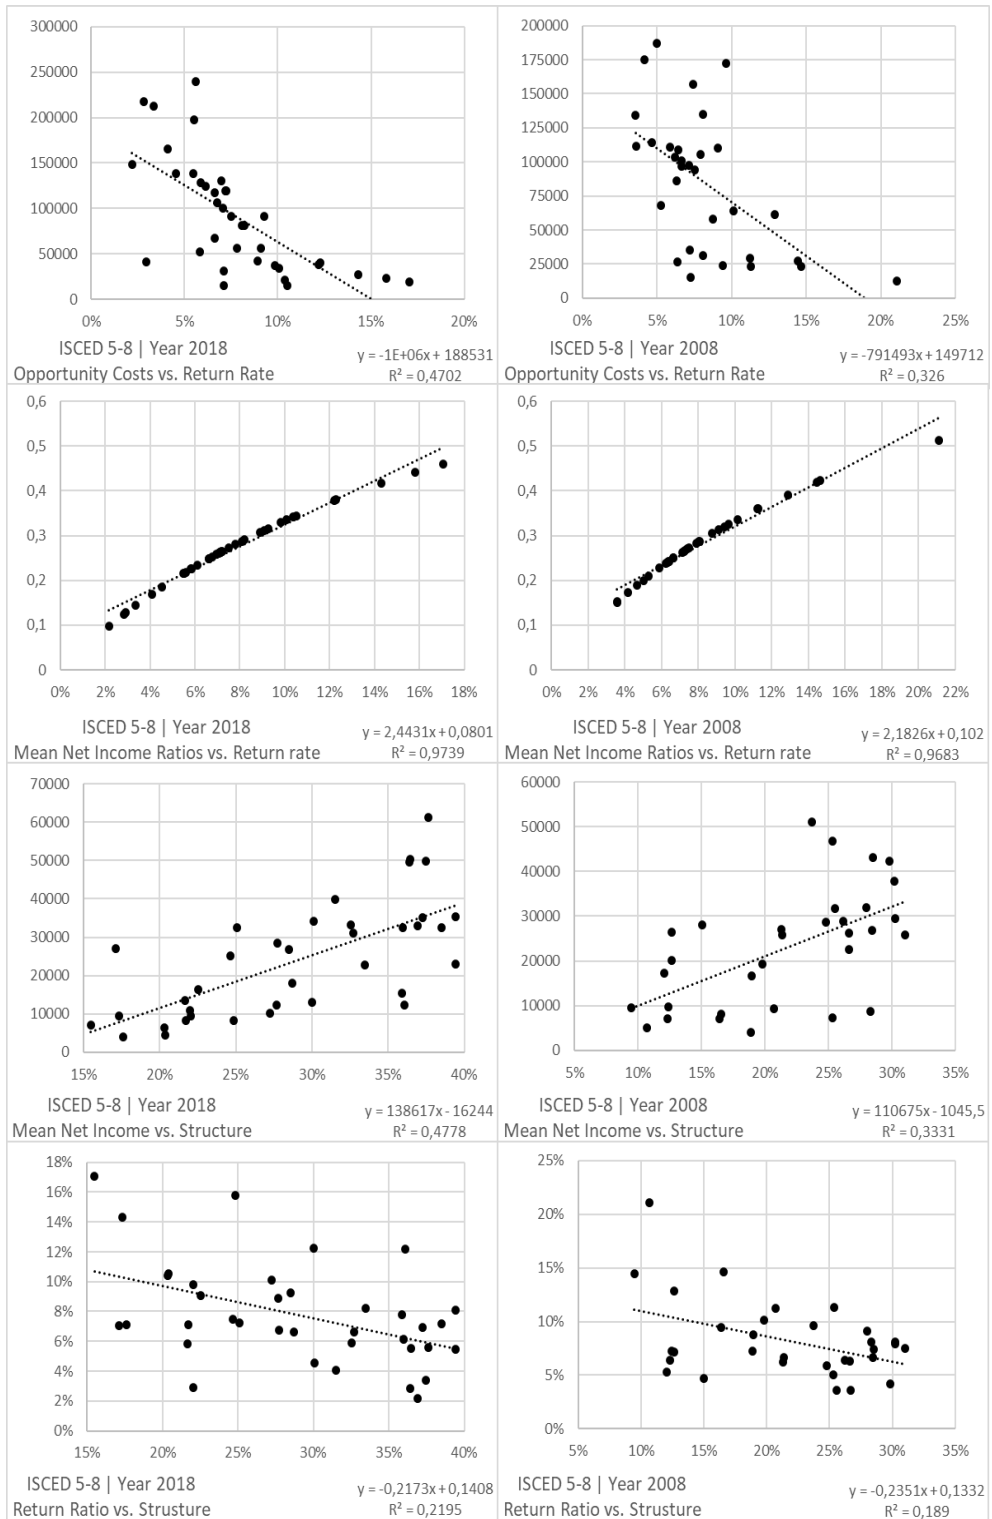 300000
250000
200000
150000
100000
50000
0
0% 5% 10% 15% 20%
ISCED 5-8 | Year 2018
Opportunity Costs vs. Return Rate
y = -1E+06x + 188531
R² = 0,4702
200000
175000
150000
125000
100000
75000
50000
25000
0
0% 5% 10% 15% 20% 25%
ISCED 5-8 | Year 2008
Opportunity Costs vs. Return Rate
y = -791493x + 149712
R² = 0,326
0,6
0,5
0,4
0,3
0,2
0,1
0
0% 2% 4% 6% 8% 10% 12% 14% 16% 18%
ISCED 5-8 | Year 2018
Mean Net Income Ratios vs. Return rate
y = 2,4431x + 0,0801
R² = 0,9739
0,6
0,5
0,4
0,3
0,2
0,1
0
0% 2% 4% 6% 8% 10% 12% 14% 16% 18% 20% 22%
ISCED 5-8 | Year 2008
Mean Net Income Ratios vs. Return rate
y = 2,1826x + 0,102
R² = 0,9683
70000
60000
50000
40000
30000
20000
10000
0
15% 20% 25% 30% 35% 40%
ISCED 5-8 | Year 2018
Mean Net Income vs. Structure
y = 138617x - 16244
R² = 0,4778
60000
50000
40000
30000
20000
10000
0
5% 10% 15% 20% 25% 30% 35%
ISCED 5-8 | Year 2008
Mean Net Income vs. Structure
y = 110675x - 1045,5
R² = 0,3331
18%
16%
14%
12%
10%
8%
6%
4%
2%
0%
15% 20% 25% 30% 35% 40%
ISCED 5-8 | Year 2018
Return Ratio vs. Strusture
y = -0,2173x + 0,1408
R² = 0,2195
25%
20%
15%
10%
5%
0%
5% 10% 15% 20% 25% 30% 35%
ISCED 5-8 | Year 2008
Return Ratio vs. Strusture
y = -0,2351x + 0,1332
R² = 0,189